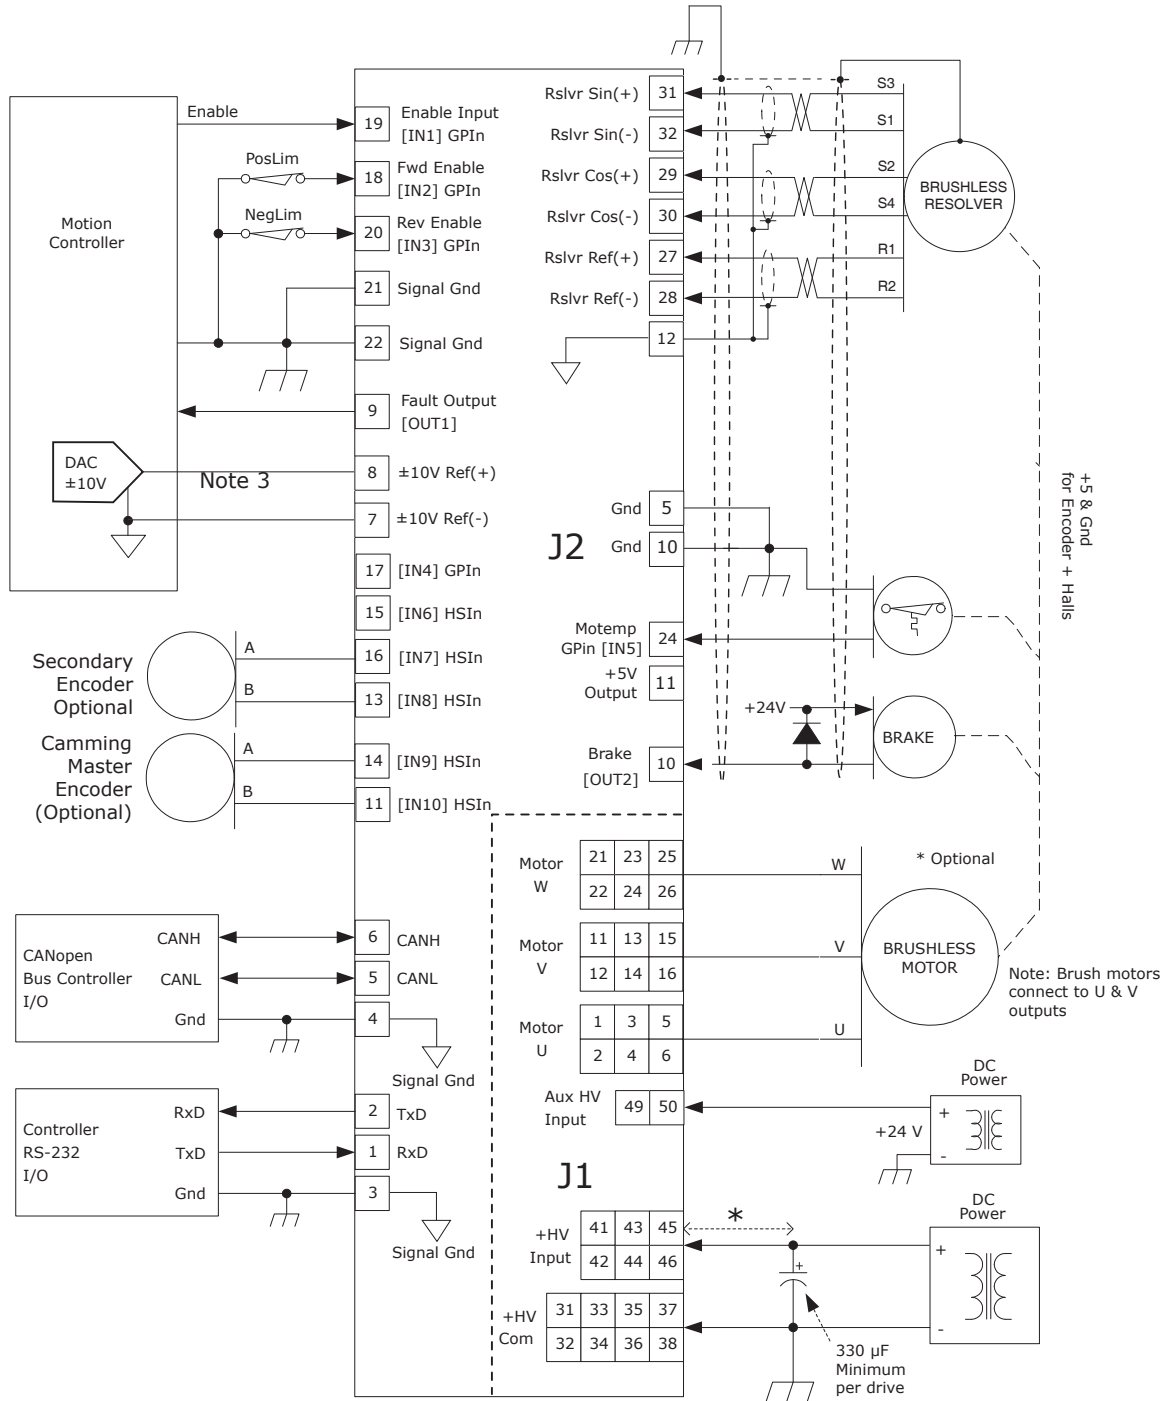 Motion
Controller
Enable
PosLim
NegLim
19
Enable Input
[IN1] GPIn
18
Fwd Enable
[IN2] GPIn
20
Rev Enable
[IN3] GPIn
21
Signal Gnd
22
Signal Gnd
9
Fault Output
[OUT1]
DAC
±10V
Note 3
8
±10V Ref(+)
7
±10V Ref(-)
17
[IN4] GPIn
15
[IN6] HSIn
Secondary
Encoder
Optional
A
16
[IN7] HSIn
B
13
[IN8] HSIn
Camming
Master
Encoder
(Optional)
A
14
[IN9] HSIn
B
11
[IN10] HSIn
CANopen
Bus Controller
I/O
CANH
6
CANH
CANL
5
CANL
Gnd
4
Signal Gnd
Controller
RS-232
I/O
RxD
2
TxD
TxD
1
RxD
Gnd
3
Signal Gnd
Rslvr Sin(+)
31
S3
Rslvr Sin(-)
32
S1
Rslvr Cos(+)
29
S2
Rslvr Cos(-)
30
S4
Rslvr Ref(+)
27
R1
Rslvr Ref(-)
28
R2
12
BRUSHLESS
RESOLVER
+5 & Gnd
for Encoder + Halls
J2
Gnd
5
Gnd
10
Motemp
GPin [IN5]
24
+5V
Output
11
+24V
BRAKE
Brake
[OUT2]
10
Motor
W
21 23 25
22 24 26
W
* Optional
Motor
V
11 13 15
12 14 16
V
BRUSHLESS
MOTOR
Note: Brush motors
connect to U & V
outputs
Motor
U
1 3 5
2 4 6
U
Aux HV
Input
49 50
DC
Power
+
+24 V
-
J1
+HV
Input
41 43 45
42 44 46
*
DC
Power
+
-
+
+HV
Com
31 33 35 37
32 34 36 38
330 µF
Minimum
per drive